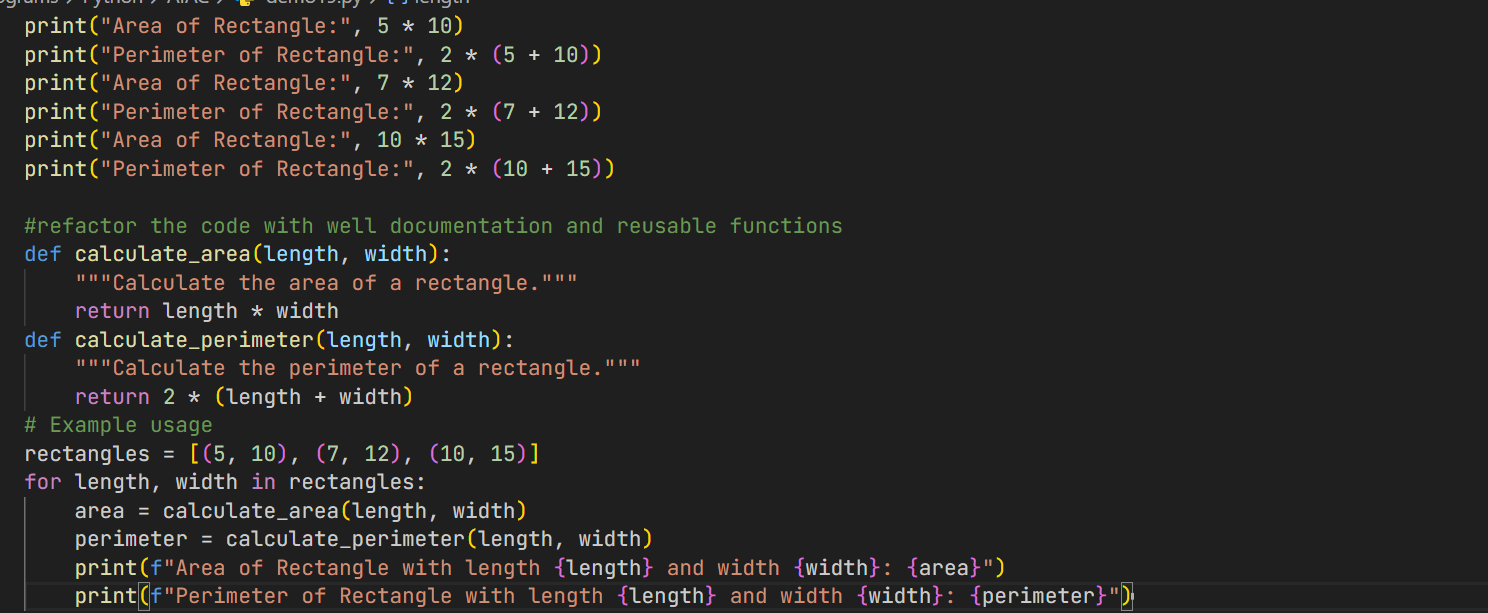 print("Area of Rectangle:", 5 * 10)
print("Perimeter of Rectangle:", 2 * (5 + 10))
print("Area of Rectangle:", 7 * 12)
print("Perimeter of Rectangle:", 2 * (7 + 12))
print("Area of Rectangle:", 10 * 15)
print("Perimeter of Rectangle:", 2 * (10 + 15))

#refactor the code with well documentation and reusable functions
def calculate_area(length, width):
    """Calculate the area of a rectangle."""
    return length * width
def calculate_perimeter(length, width):
    """Calculate the perimeter of a rectangle."""
    return 2 * (length + width)
# Example usage
rectangles = [(5, 10), (7, 12), (10, 15)]
for length, width in rectangles:
    area = calculate_area(length, width)
    perimeter = calculate_perimeter(length, width)
    print(f"Area of Rectangle with length {length} and width {width}: {area}")
    print(f"Perimeter of Rectangle with length {length} and width {width}: {perimeter}")